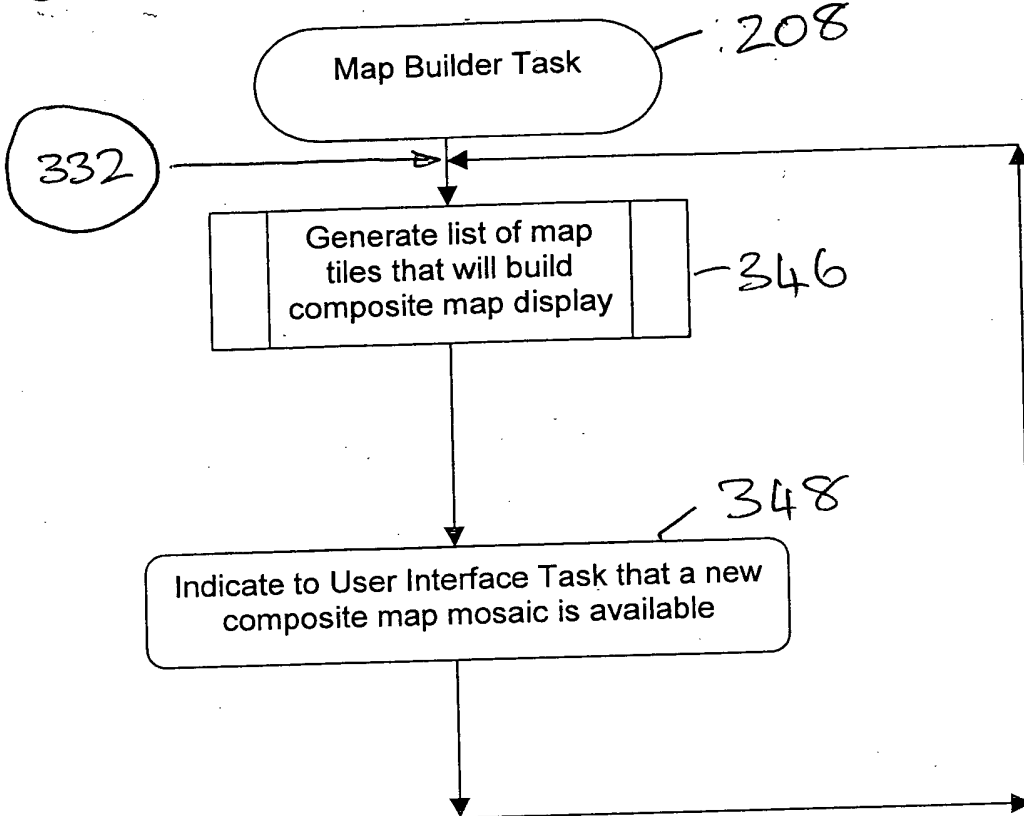 Map Builder Task
208
332
Generate list of map
tiles that will build
composite map display
346
348
Indicate to User Interface Task that a new
composite map mosaic is available